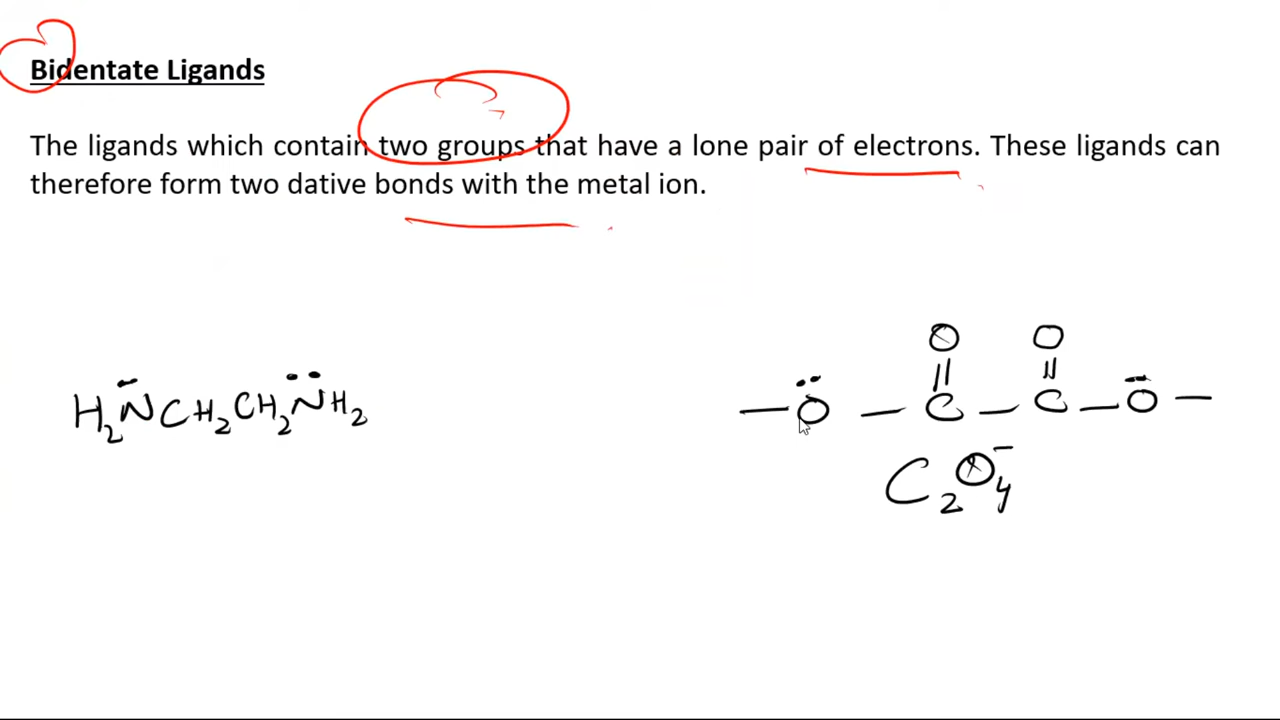 Bidentate Ligands
The ligands which contain two groups that have a lone pair of electrons. These ligands can
therefore form two dative bonds with the metal ion.
O O
|| ||
H₂NCH₂CH₂NH₂
— O — C — C — O —
C₂O₄⁻